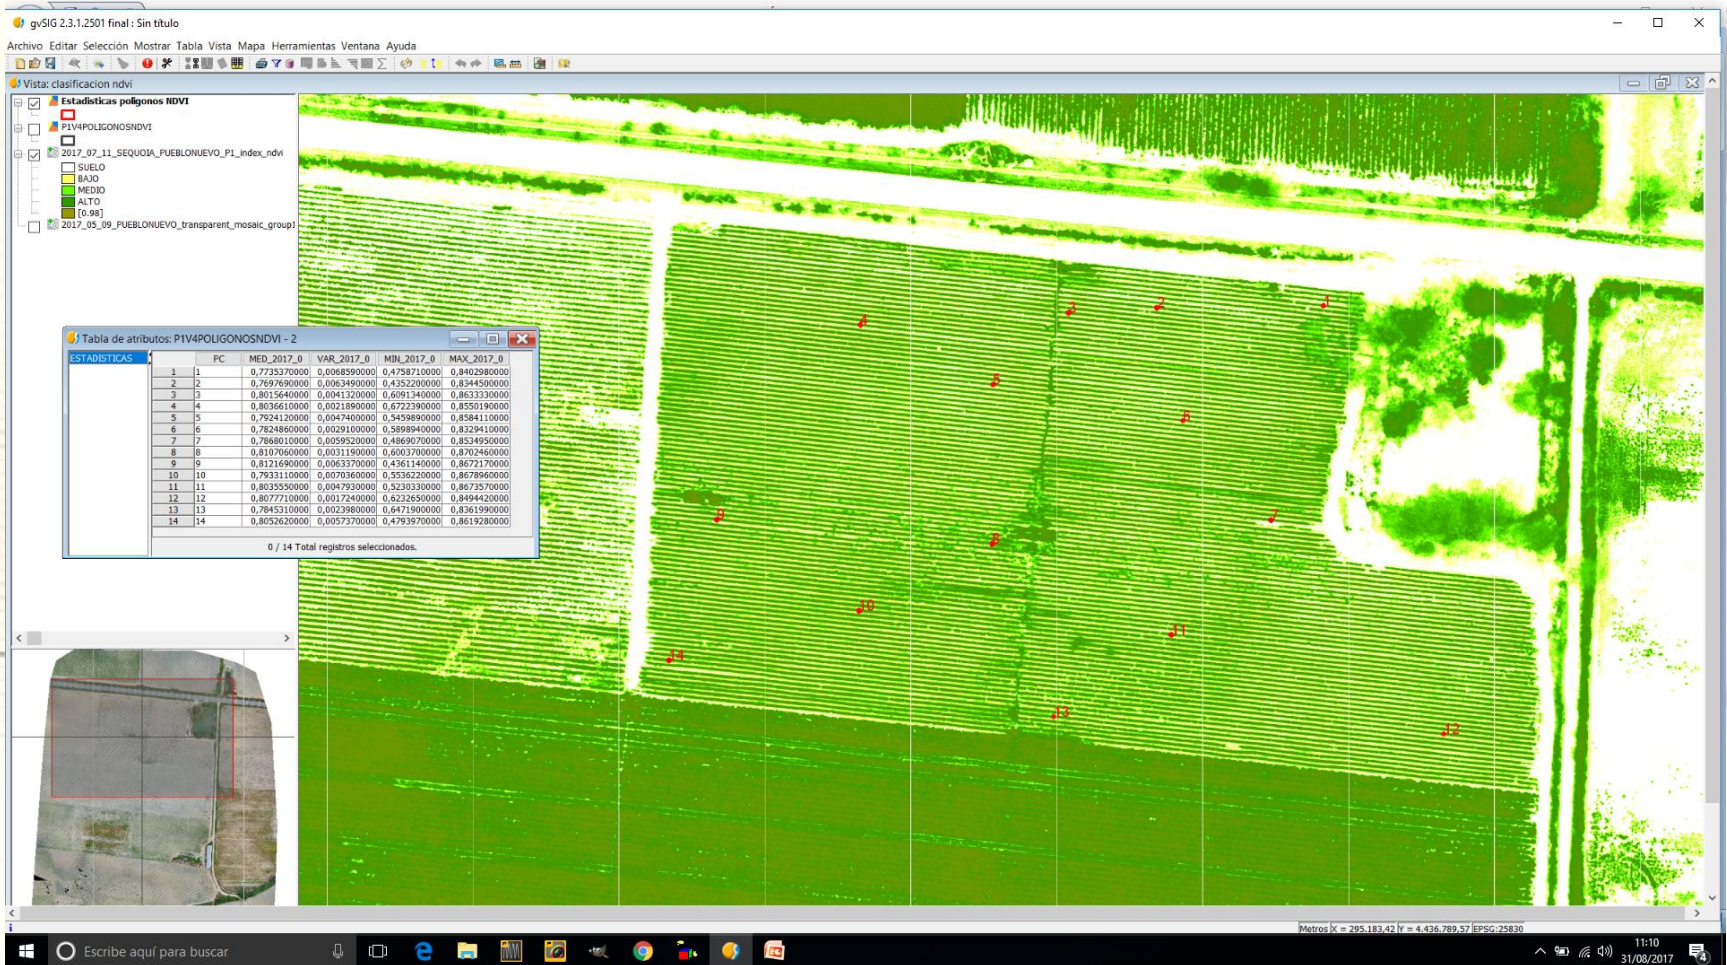 gvSIG 2.3.1.2501 final : Sin título
Archivo Editar Selección Mostrar Tabla Vista Mapa Herramientas Ventana Ayuda
Vista: clasificacion ndvi
Estadisticas poligonos NDVI
P1V4POLIGONOSNDVI
2017_07_11_SEQUOIA_PUEBLONUEVO_P1_index_ndvi
SUELO
BAJO
MEDIO
ALTO
[0.98]
2017_05_09_PUEBLONUEVO_transparent_mosaic_group1
Tabla de atributos: P1V4POLIGONOSNDVI - 2
ESTADISTICAS
PC MED_2017_0 VAR_2017_0 MIN_2017_0 MAX_2017_0
1 1 0,7735370000 0,0068590000 0,4758710000 0,8402980000
2 2 0,7697690000 0,0063490000 0,4352200000 0,8344500000
3 3 0,8015640000 0,0041320000 0,6091340000 0,8633330000
4 4 0,8036610000 0,0021890000 0,6722390000 0,8550190000
5 5 0,7924120000 0,0047400000 0,5459890000 0,8584110000
6 6 0,7824860000 0,0029100000 0,5898940000 0,8329410000
7 7 0,7868010000 0,0059520000 0,4869070000 0,8534950000
8 8 0,8107060000 0,0031190000 0,6003700000 0,8702460000
9 9 0,8121690000 0,0063370000 0,4361140000 0,8672170000
10 10 0,7933110000 0,0070360000 0,5536220000 0,8678960000
11 11 0,8035550000 0,0047930000 0,5230330000 0,8673570000
12 12 0,8077710000 0,0017240000 0,6232650000 0,8494420000
13 13 0,7845310000 0,0023980000 0,6471900000 0,8361990000
14 14 0,8052620000 0,0057370000 0,4793970000 0,8619280000
0 / 14 Total registros seleccionados.
1
2
3
4
5
6
7
8
9
10
11
12
13
14
Metros X = 295.183,42 Y = 4.436.789,57 EPSG:25830
Escribe aquí para buscar
11:10
31/08/2017
4